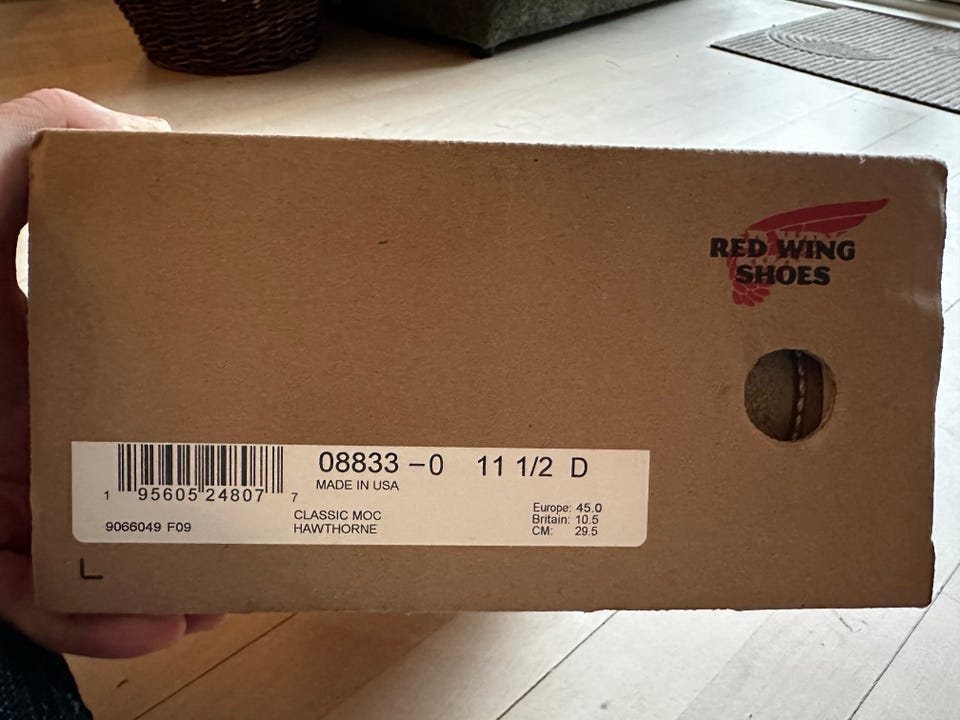 RED WING
SHOES
08833 -0 11 1/2 D
MADE IN USA
1 95605 24807 7
CLASSIC MOC
HAWTHORNE
9066049 F09
Europe: 45.0
Britain: 10.5
CM: 29.5